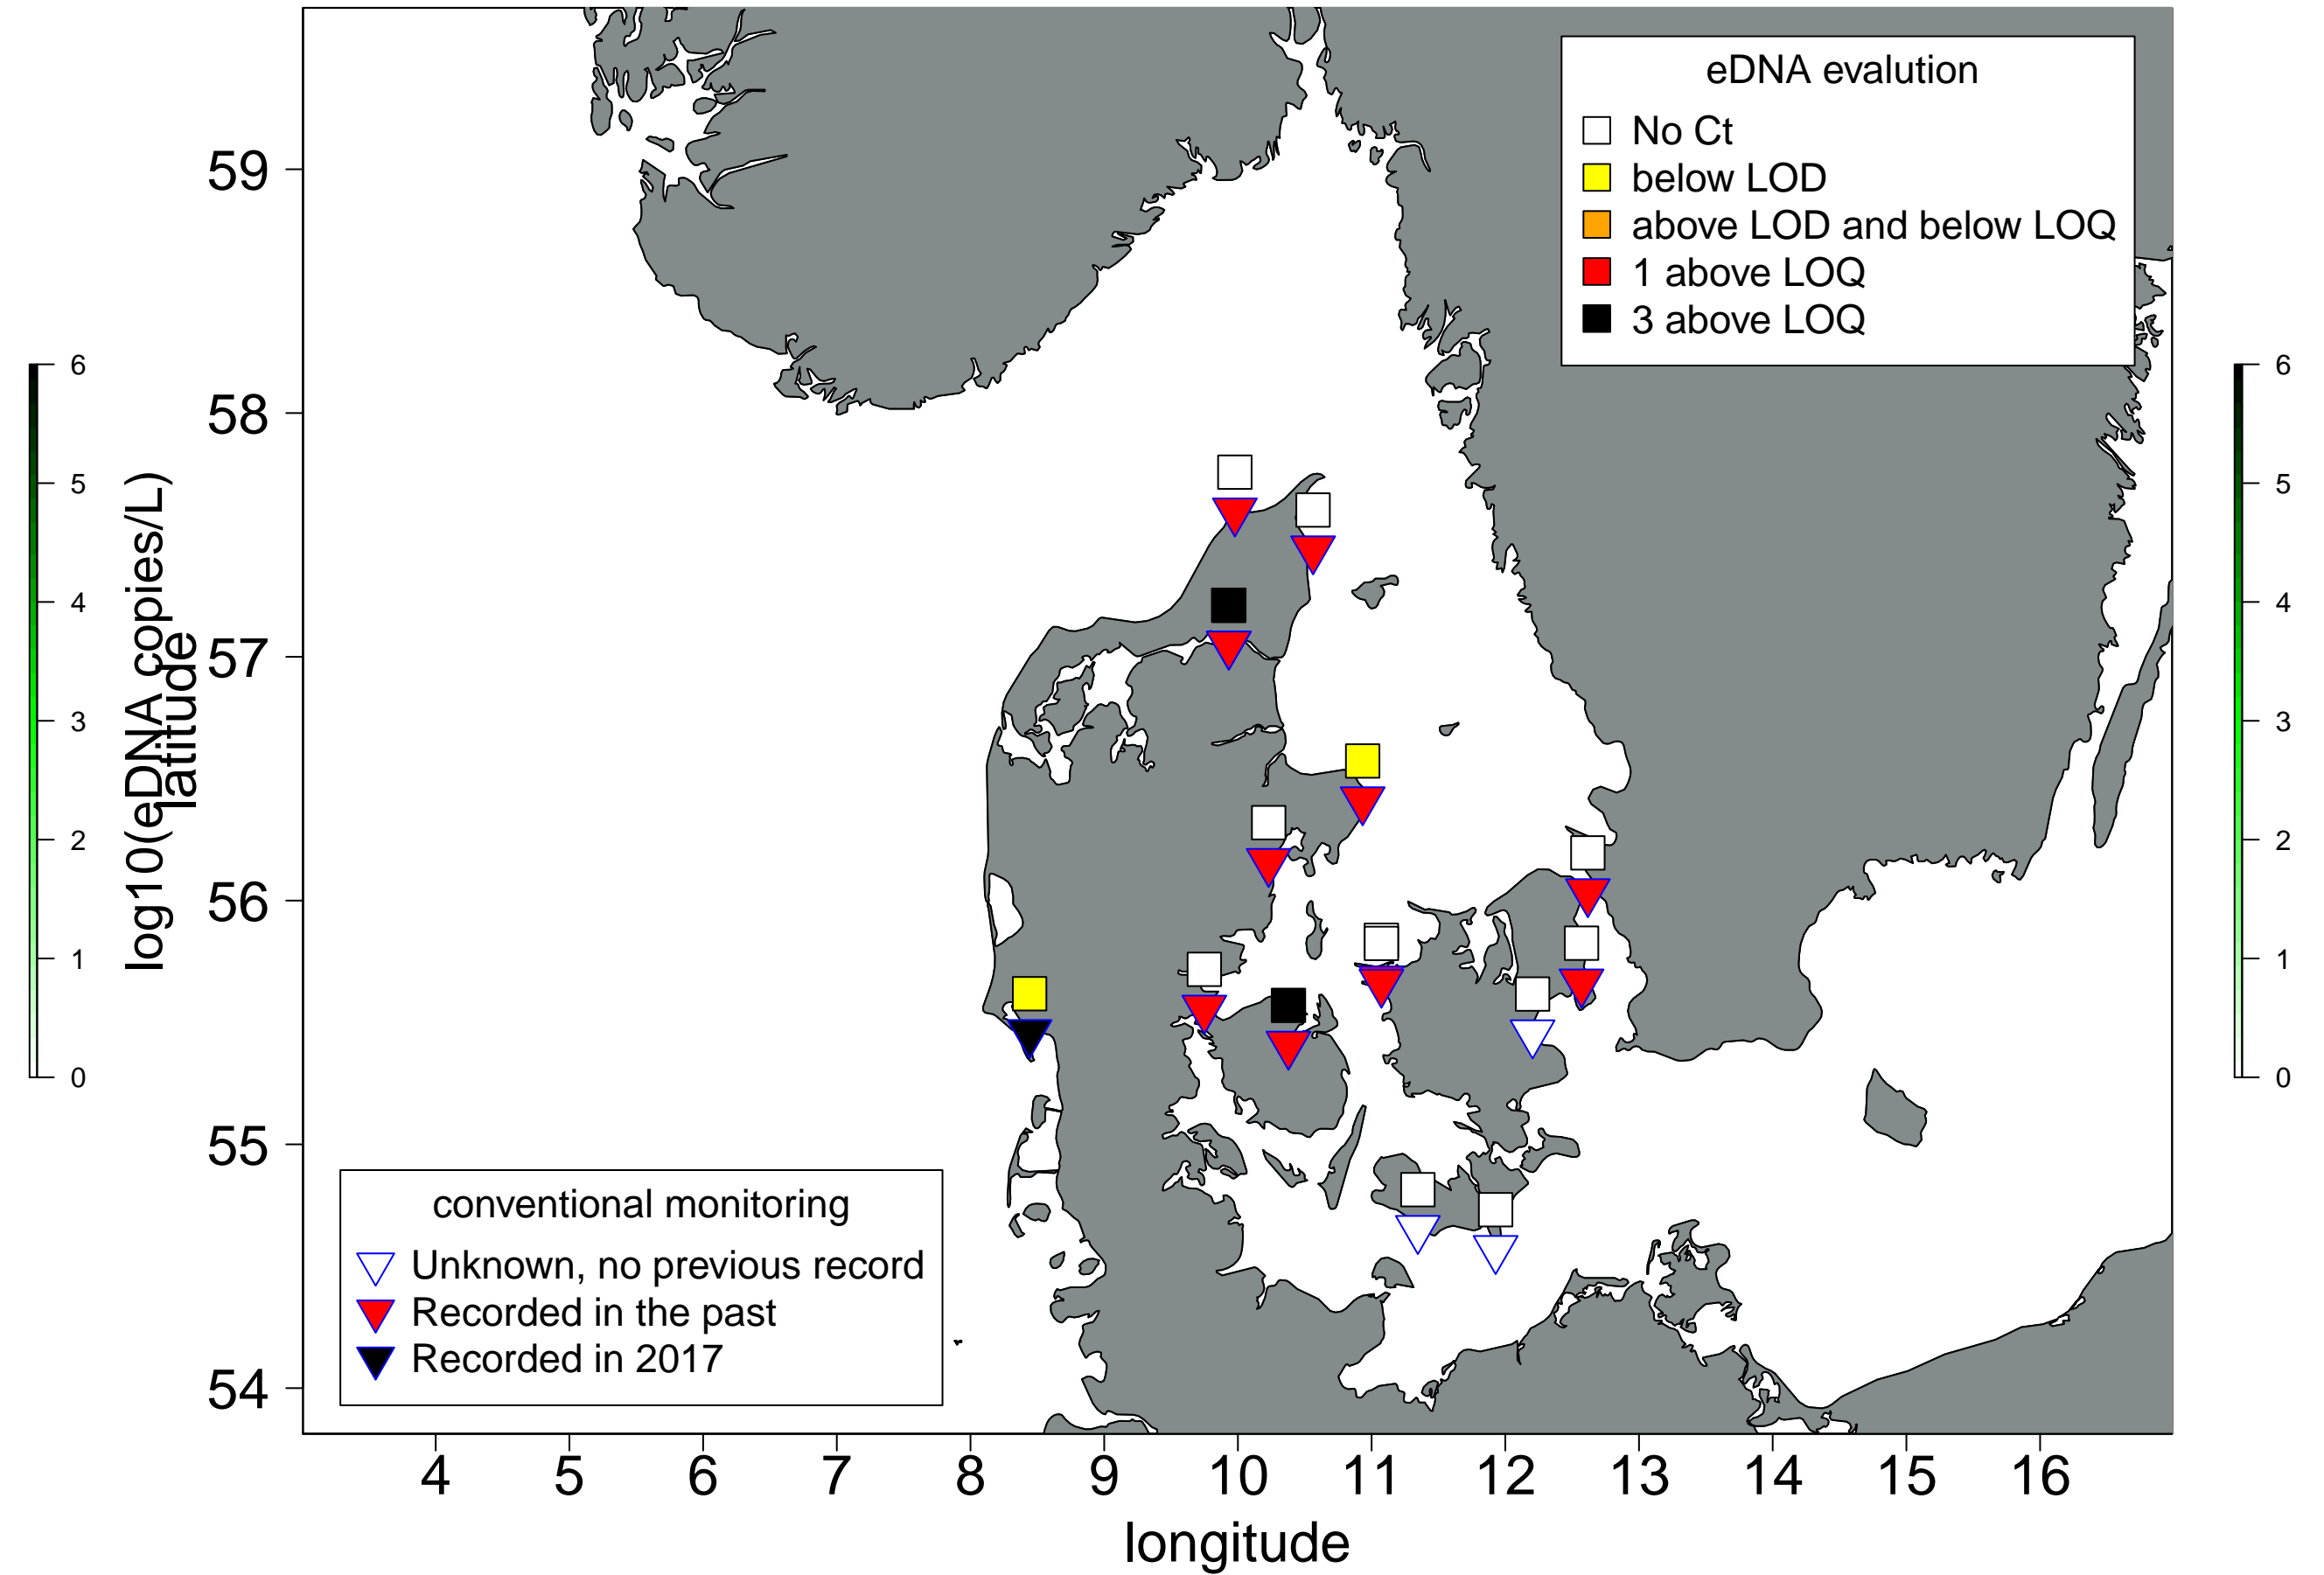 eDNA evalution
No Ct
below LOD
above LOD and below LOQ
1 above LOQ
3 above LOQ
59
58
57
56
55
54
latitude
log10(eDNA copies/L)
6
5
4
3
2
1
0
6
5
4
3
2
1
0
conventional monitoring
Unknown, no previous record
Recorded in the past
Recorded in 2017
4 5 6 7 8 9 10 11 12 13 14 15 16
longitude